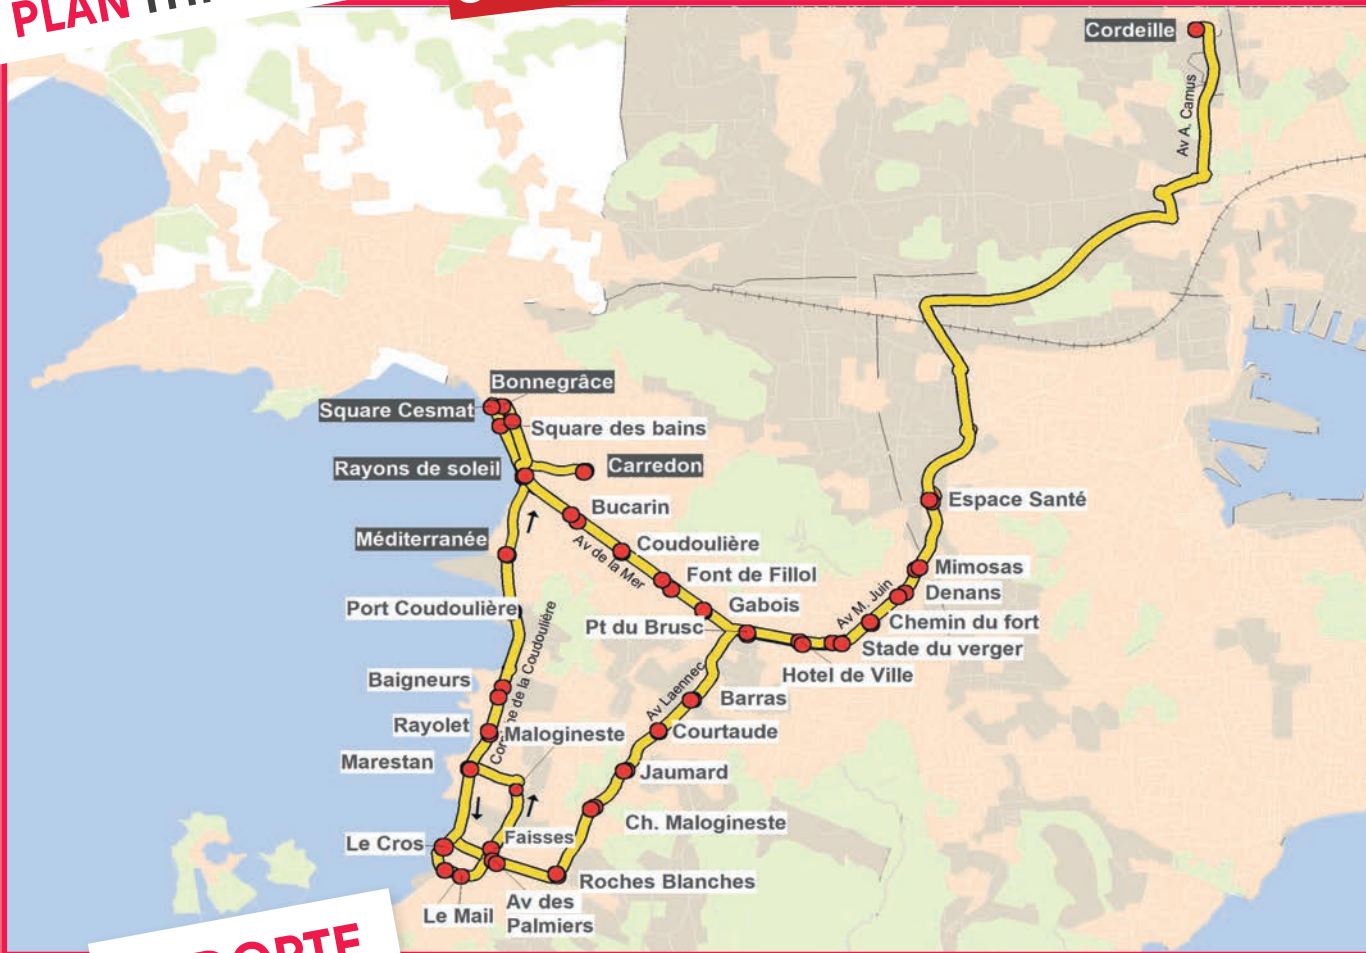 PLAN
Cordeille
Av A. Camus
Bonnegrâce
Square Cesmat
Square des bains
Rayons de soleil
Carredon
Espace Santé
Bucarin
Méditerranée
Av de la Mer
Coudoulière
Mimosas
Font de Fillol
Denans
Port Coudoulière
Gabois
Av M. Juin
Chemin du fort
Pt du Brusc
Stade du verger
Hotel de Ville
Baigneurs
de la Coudoulière
Av Laennec
Barras
Rayolet
Malogineste
Courtaude
Marestan
Jaumard
Ch. Malogineste
Le Cros
Faisses
Roches Blanches
Le Mail
Av des
Palmiers